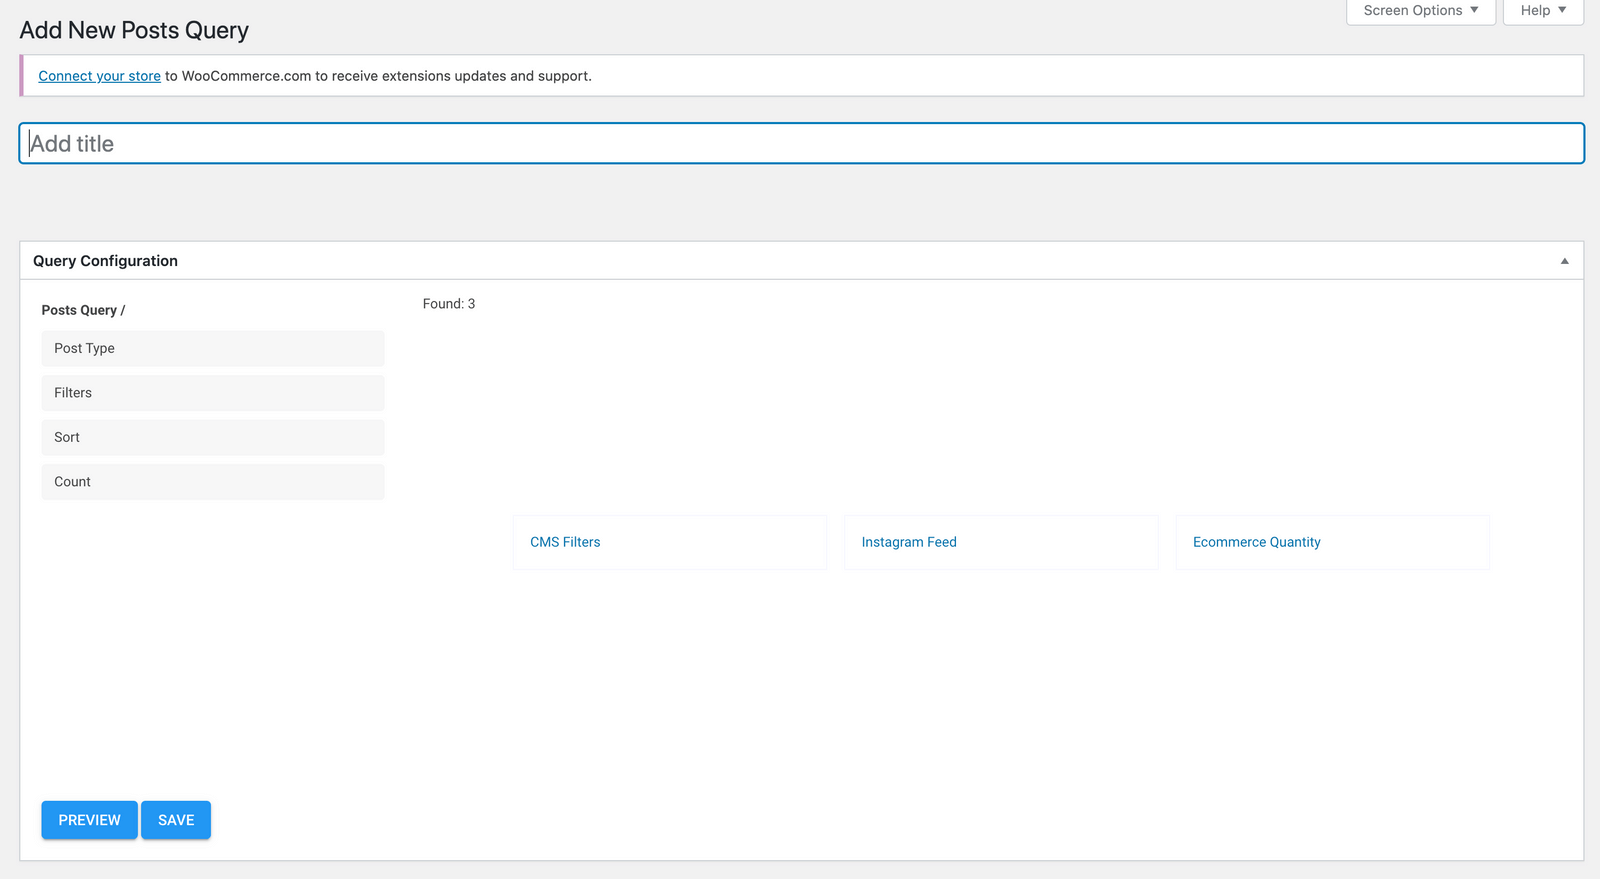 Screen Options
Help
Add New Posts Query
Connect your store to WooCommerce.com to receive extensions updates and support.
Add title
Query Configuration
Posts Query /
Found: 3
Post Type
Filters
Sort
Count
CMS Filters
Instagram Feed
Ecommerce Quantity
PREVIEW
SAVE